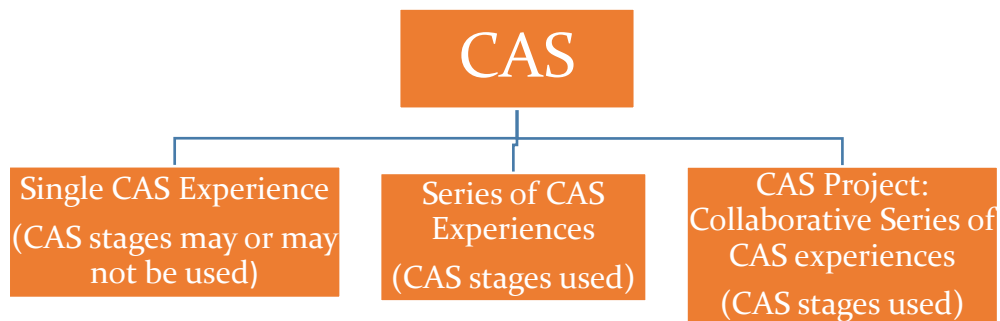 CAS
Single CAS Experience
(CAS stages may or may
not be used)
Series of CAS
Experiences
(CAS stages used)
CAS Project:
Collaborative Series of
CAS experiences
(CAS stages used)